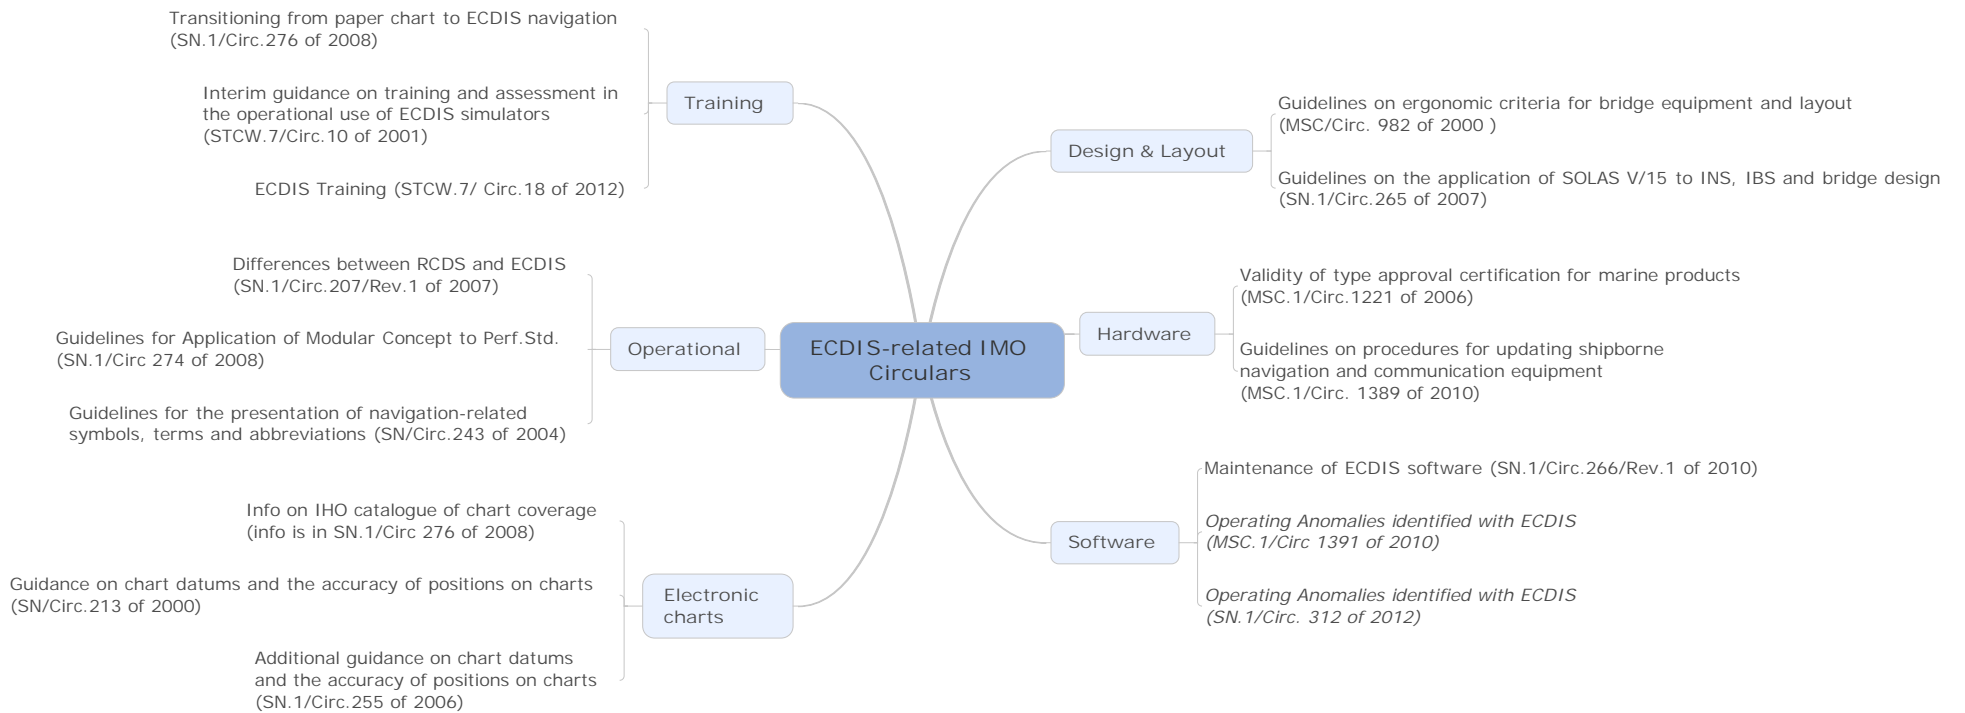 Transitioning from paper chart to ECDIS navigation
(SN.1/Circ.276 of 2008)
Interim guidance on training and assessment in
the operational use of ECDIS simulators
(STCW.7/Circ.10 of 2001)
ECDIS Training (STCW.7/ Circ.18 of 2012)
Training
Differences between RCDS and ECDIS
(SN.1/Circ.207/Rev.1 of 2007)
Guidelines for Application of Modular Concept to Perf.Std.
(SN.1/Circ 274 of 2008)
Guidelines for the presentation of navigation-related
symbols, terms and abbreviations (SN/Circ.243 of 2004)
Operational
Info on IHO catalogue of chart coverage
(info is in SN.1/Circ 276 of 2008)
Guidance on chart datums and the accuracy of positions on charts
(SN/Circ.213 of 2000)
Additional guidance on chart datums
and the accuracy of positions on charts
(SN.1/Circ.255 of 2006)
Electronic
charts
ECDIS-related IMO
Circulars
Design & Layout
Guidelines on ergonomic criteria for bridge equipment and layout
(MSC/Circ. 982 of 2000 )
Guidelines on the application of SOLAS V/15 to INS, IBS and bridge design
(SN.1/Circ.265 of 2007)
Hardware
Validity of type approval certification for marine products
(MSC.1/Circ.1221 of 2006)
Guidelines on procedures for updating shipborne
navigation and communication equipment
(MSC.1/Circ. 1389 of 2010)
Software
Maintenance of ECDIS software (SN.1/Circ.266/Rev.1 of 2010)
Operating Anomalies identified with ECDIS
(MSC.1/Circ 1391 of 2010)
Operating Anomalies identified with ECDIS
(SN.1/Circ. 312 of 2012)